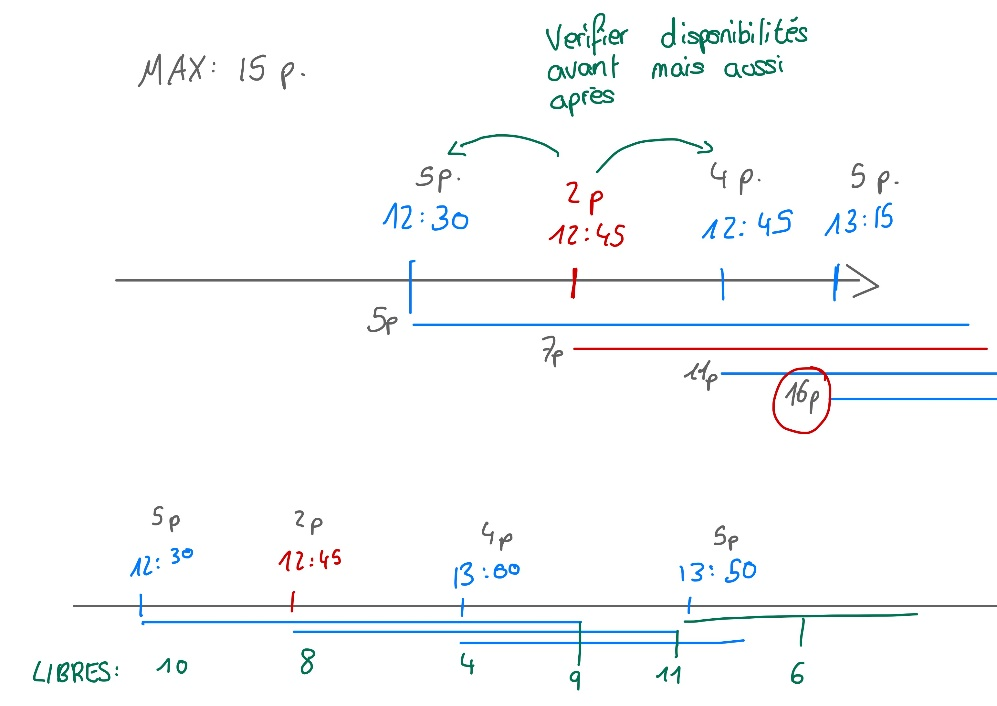 Verifier disponibilités
avant mais aussi
après
MAX: 15 p.
5p. 2p 4 p. 5 p.
12:30 12:45 12:45 13:15
5p
7p
11p
16p
5p 2p 4p 5p
12:30 12:45 13:00 13:50
LIBRES: 10 8 4 9 11 6